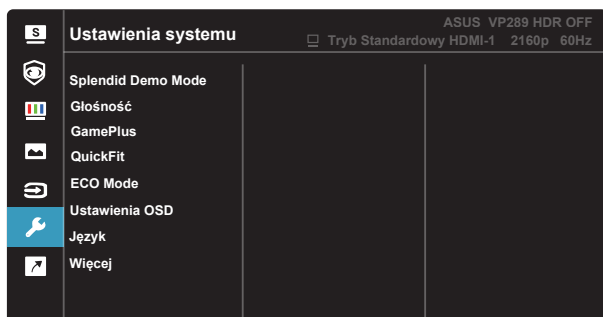 S
Ustawienia systemu
ASUS VP289 HDR OFF
Tryb Standardowy HDMI-1 2160p 60Hz
Splendid Demo Mode
Głośność
GamePlus
QuickFit
ECO Mode
Ustawienia OSD
Język
Więcej